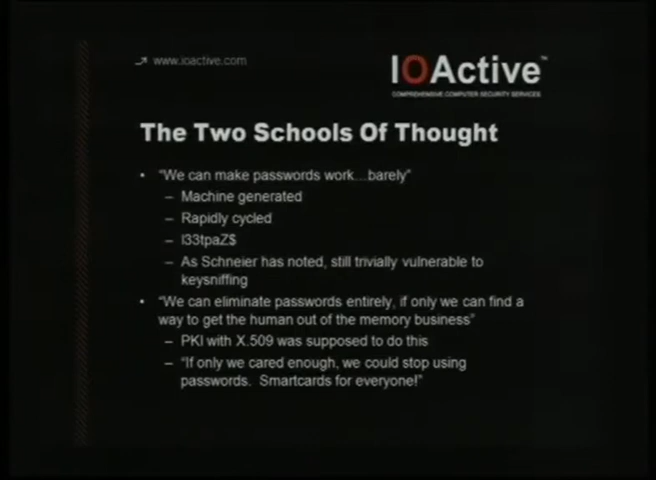 www.ioactive.com
IOActive™
COMPREHENSIVE COMPUTER SECURITY SERVICES
The Two Schools Of Thought
• "We can make passwords work...barely"
– Machine generated
– Rapidly cycled
– l33tpaZ$
– As Schneier has noted, still trivially vulnerable to
keysniffing
• "We can eliminate passwords entirely, if only we can find a
way to get the human out of the memory business"
– PKI with X.509 was supposed to do this
– "If only we cared enough, we could stop using
passwords. Smartcards for everyone!"